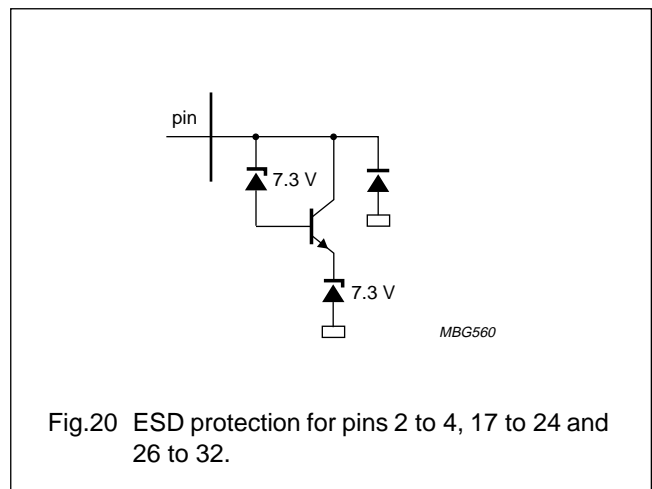 pin
7.3 V
7.3 V
MBG560
Fig.20 ESD protection for pins 2 to 4, 17 to 24 and
26 to 32.